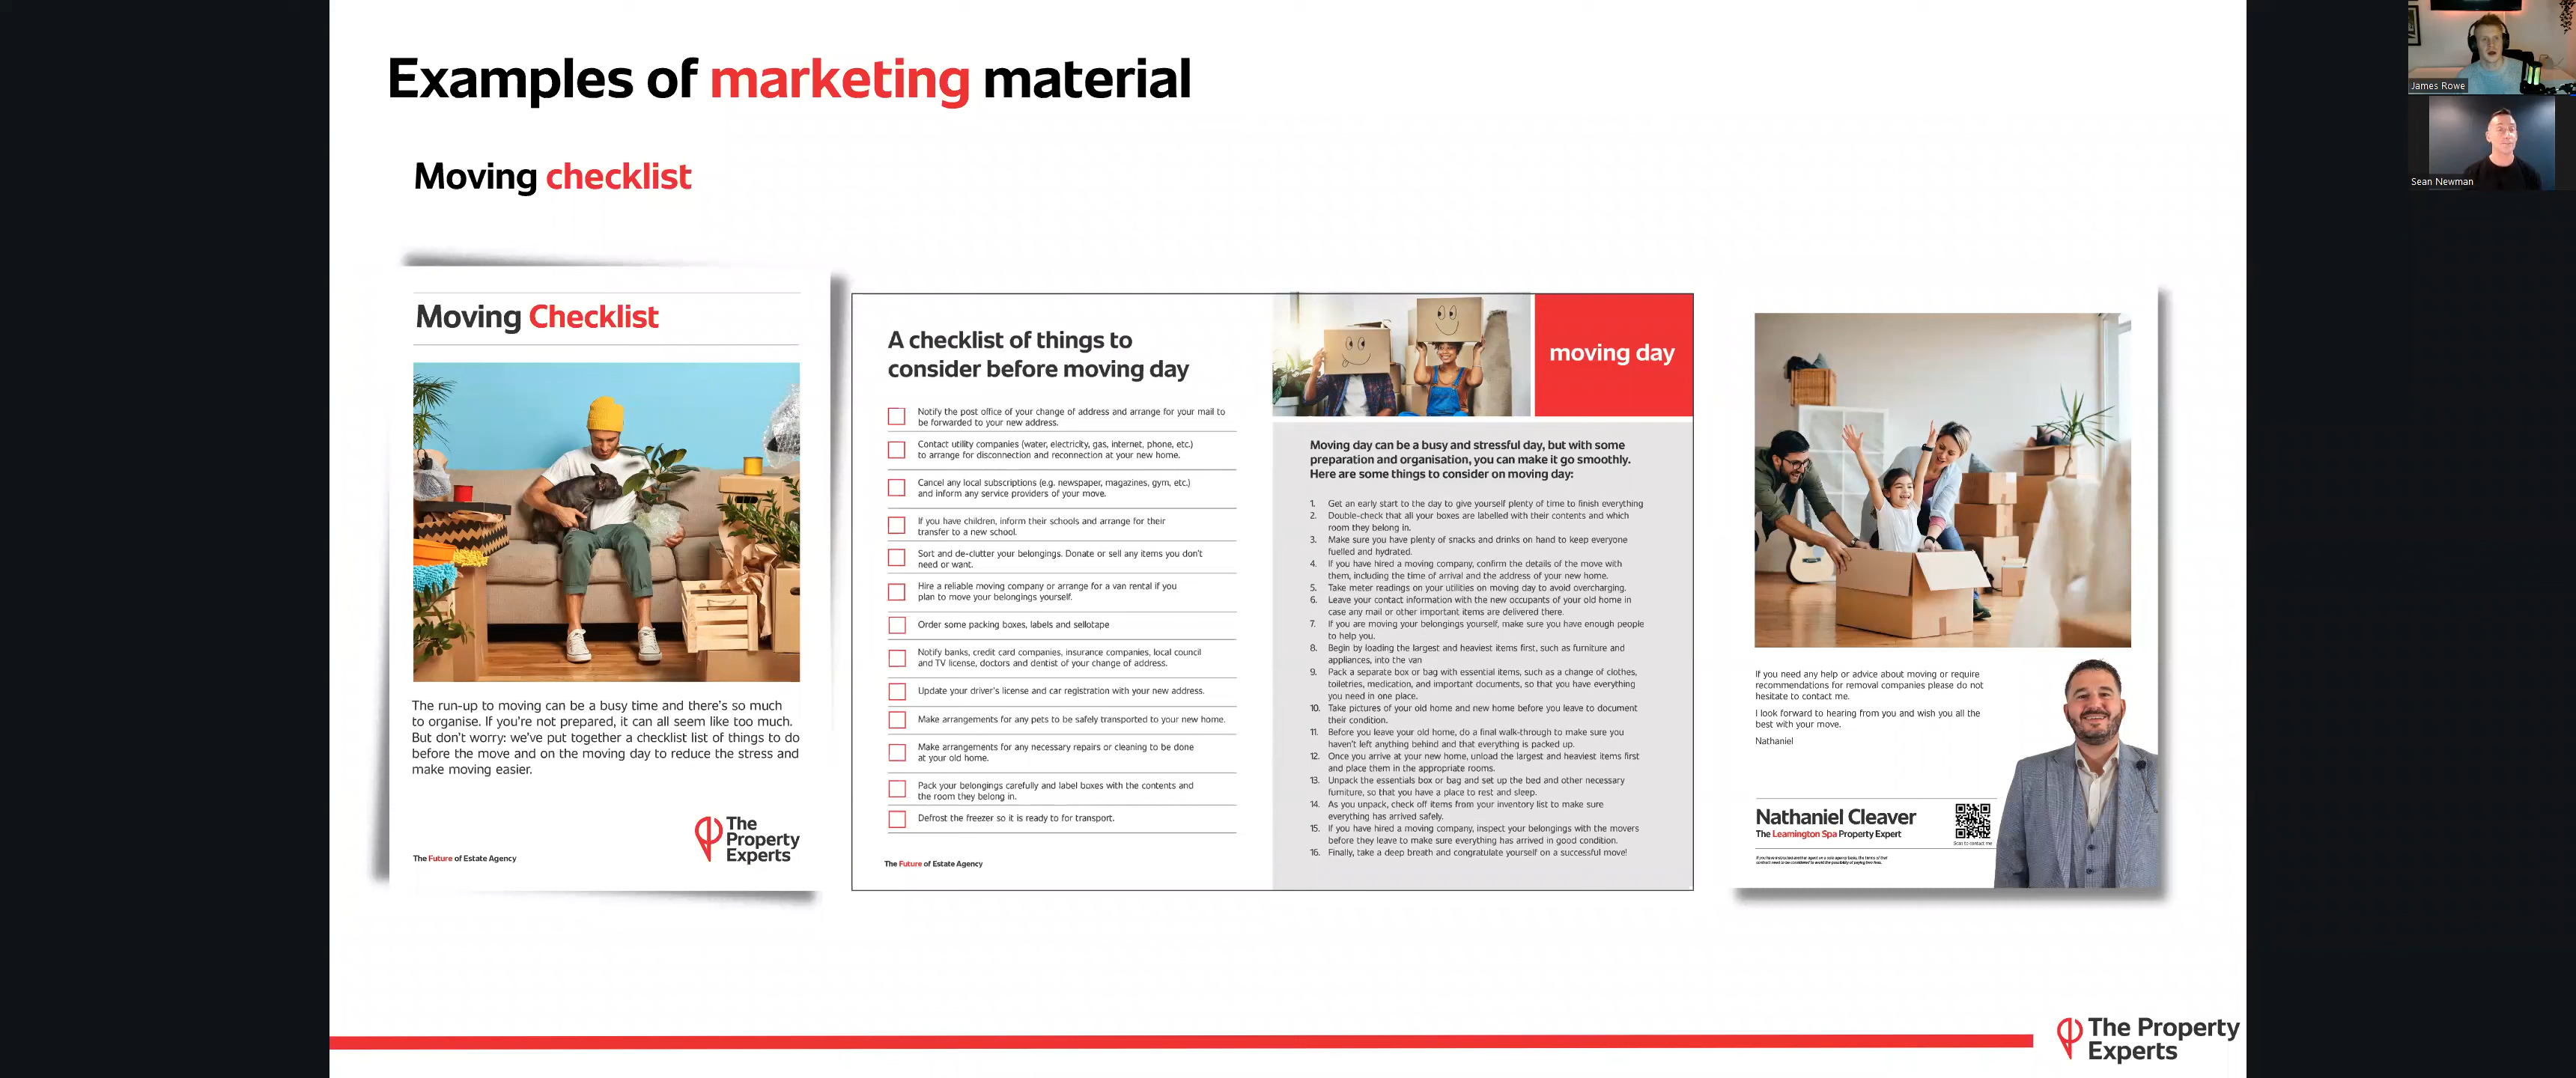 Examples of marketing material
Moving checklist
Moving Checklist
The run-up to moving can be a busy time and there's so much
to organise. If you're not prepared, it can all seem like too much.
But don't worry: we've put together a checklist list of things to do
before the move and on the moving day to reduce the stress and
make moving easier.
The Future of Estate Agency
The
Property
Experts
A checklist of things to
consider before moving day
Notify the post office of your change of address and arrange for your mail to
be forwarded to your new address.
Contact utility companies (water, electricity, gas, internet, phone, etc.)
to arrange for disconnection and reconnection at your new home.
Cancel any local subscriptions (e.g. newspaper, magazines, gym, etc.)
and inform any service providers of your move.
If you have children, inform their schools and arrange for their
transfer to a new school.
Sort and de-clutter your belongings. Donate or sell any items you don't
need or want.
Hire a reliable moving company or arrange for a van rental if you
plan to move your belongings yourself.
Order some packing boxes, labels and sellotape
Notify banks, credit card companies, insurance companies, local council
and TV license, doctors and dentist of your change of address.
Update your driver's license and car registration with your new address.
Make arrangements for any pets to be safely transported to your new home.
Make arrangements for any necessary repairs or cleaning to be done
at your old home.
Pack your belongings carefully and label boxes with the contents and
the room they belong in.
Defrost the freezer so it is ready to for transport.
The Future of Estate Agency
moving day
Moving day can be a busy and stressful day, but with some
preparation and organisation, you can make it go smoothly.
Here are some things to consider on moving day:
1. Get an early start to the day to give yourself plenty of time to finish everything
2. Double-check that all your boxes are labelled with their contents and which
room they belong in.
3. Make sure you have plenty of snacks and drinks on hand to keep everyone
fuelled and hydrated.
4. If you have hired a moving company, confirm the details of the move with
them, including the time of arrival and the address of your new home.
5. Take meter readings on your utilities on moving day to avoid overcharging.
6. Leave your contact information with the new occupants of your old home in
case any mail or other important items are delivered there.
7. If you are moving your belongings yourself, make sure you have enough people
to help you.
8. Begin by loading the largest and heaviest items first, such as furniture and
appliances, into the van
9. Pack a separate box or bag with essential items, such as a change of clothes,
toiletries, medication, and important documents, so that you have everything
you need in one place.
10. Take pictures of your old home and new home before you leave to document
their condition.
11. Before you leave your old home, do a final walk-through to make sure you
haven't left anything behind and that everything is packed up.
12. Once you arrive at your new home, unload the largest and heaviest items first
and place them in the appropriate rooms.
13. Unpack the essentials box or bag and set up the bed and other necessary
furniture, so that you have a place to rest and sleep.
14. As you unpack, check off items from your inventory list to make sure
everything has arrived safely.
15. If you have hired a moving company, inspect your belongings with the movers
before they leave to make sure everything has arrived in good condition.
16. Finally, take a deep breath and congratulate yourself on a successful move!
If you need any help or advice about moving or require
recommendations for removal companies please do not
hesitate to contact me.
I look forward to hearing from you and wish you all the
best with your move.
Nathaniel
Nathaniel Cleaver
The Leamington Spa Property Expert
Scan to contact me
The Property
Experts
James Rowe
Sean Newman